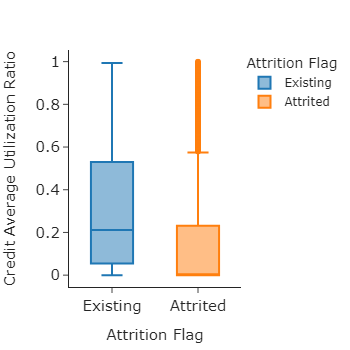 Attrition Flag
Existing
Attrited
Credit Average Utilization Ratio
1
0.8
0.6
0.4
0.2
0
Existing
Attrited
Attrition Flag